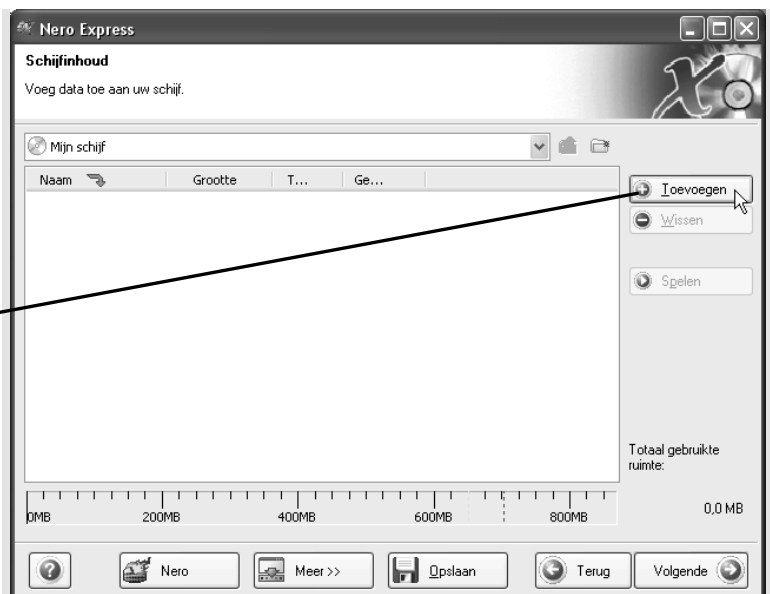 Nero Express
Schijfinhoud
Voeg data toe aan uw schijf.
Mijn schijf
Naam Grootte T... Ge...
Toevoegen
Wissen
Spelen
Totaal gebruikte
ruimte:
0MB 200MB 400MB 600MB 800MB
0,0 MB
Nero Meer >> Opslaan Terug Volgende